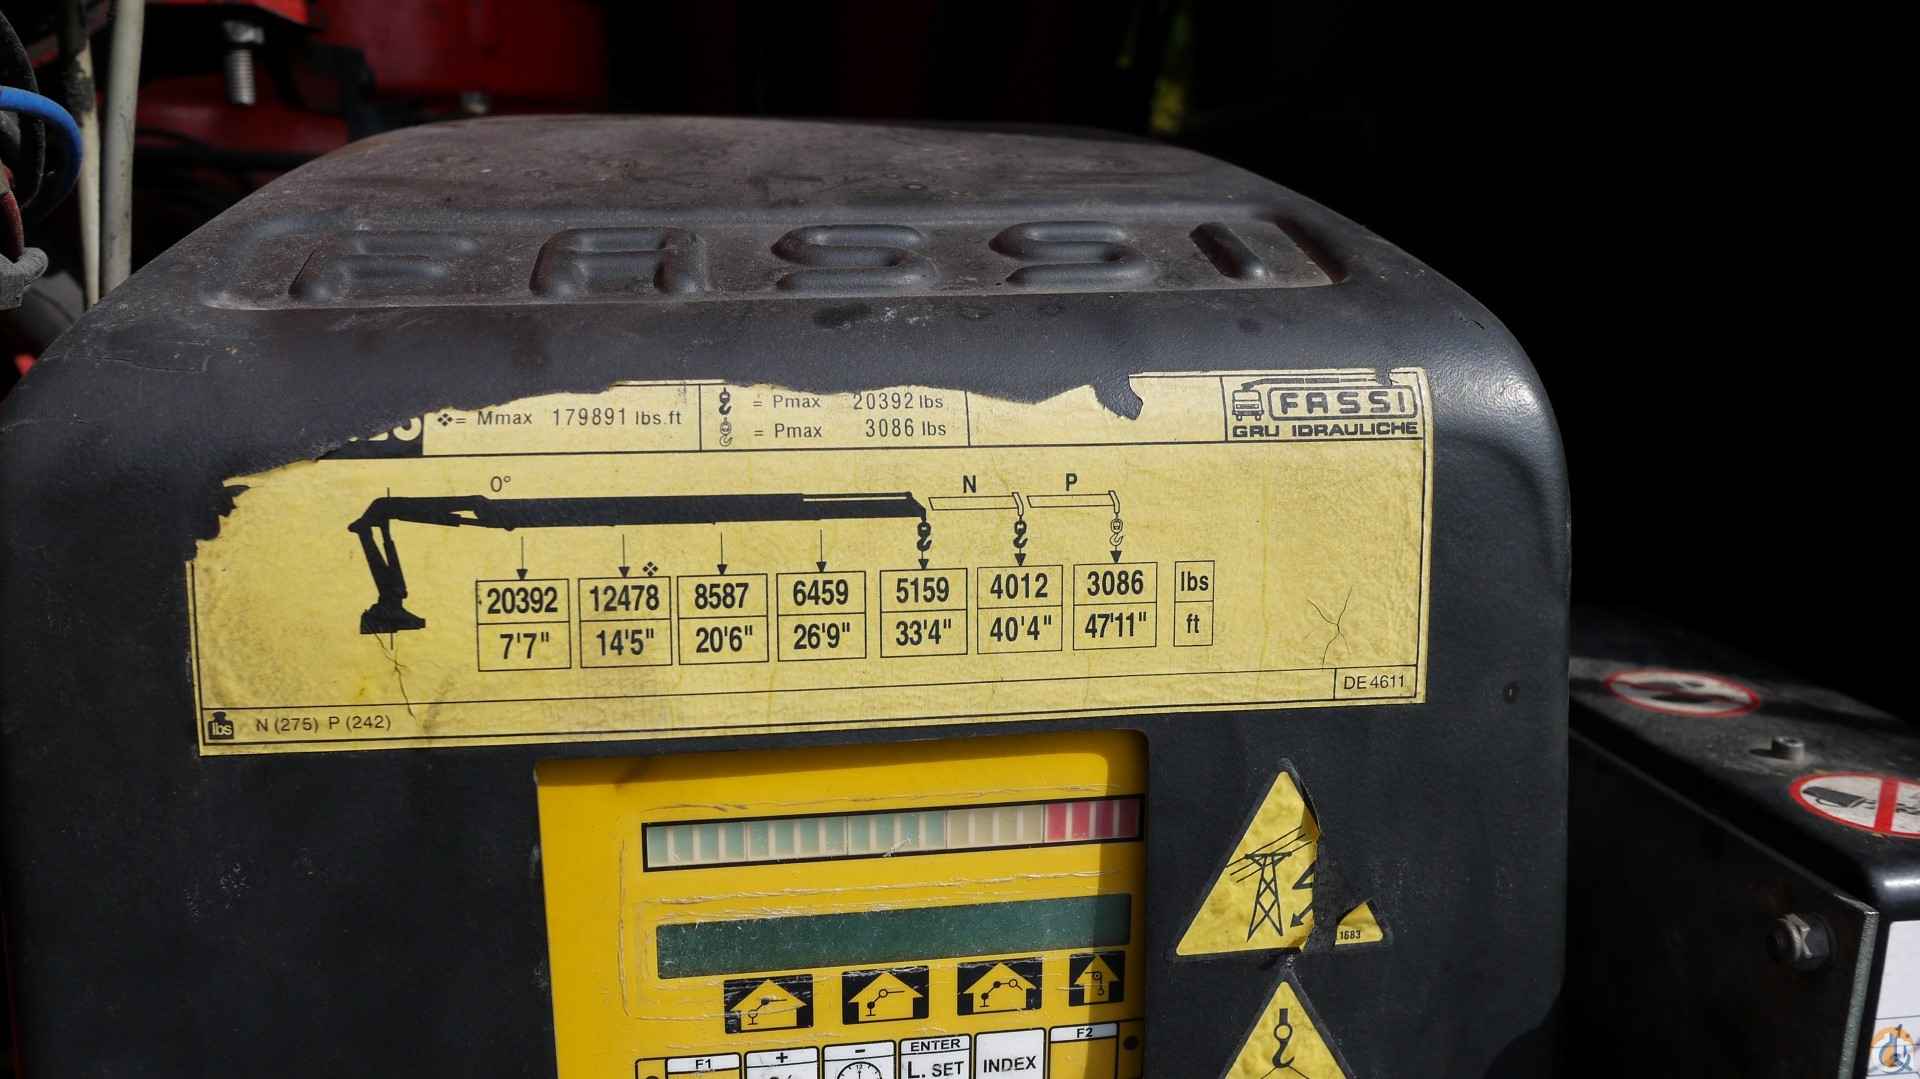 FASSI
❖= Mmax 179891 lbs.ft
= Pmax 20392 lbs
= Pmax 3086 lbs
FASSI
GRU IDRAULICHE
0°
N P
20392 12478 8587 6459 5159 4012 3086 lbs
7'7" 14'5" 20'6" 26'9" 33'4" 40'4" 47'11" ft
DE 4611
lbs N (275) P (242)
1683
F1 + - ENTER L. SET INDEX F2